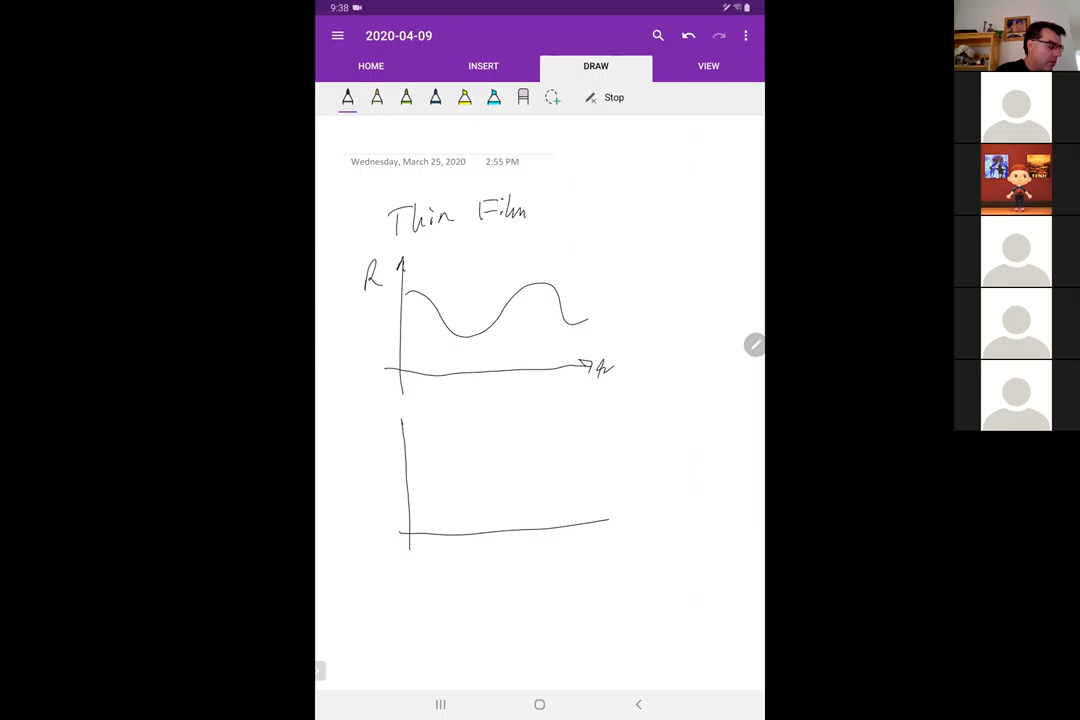 9:38
2020-04-09
HOME INSERT DRAW VIEW
Stop
Wednesday, March 25, 2020 2:55 PM
Thin Film
R